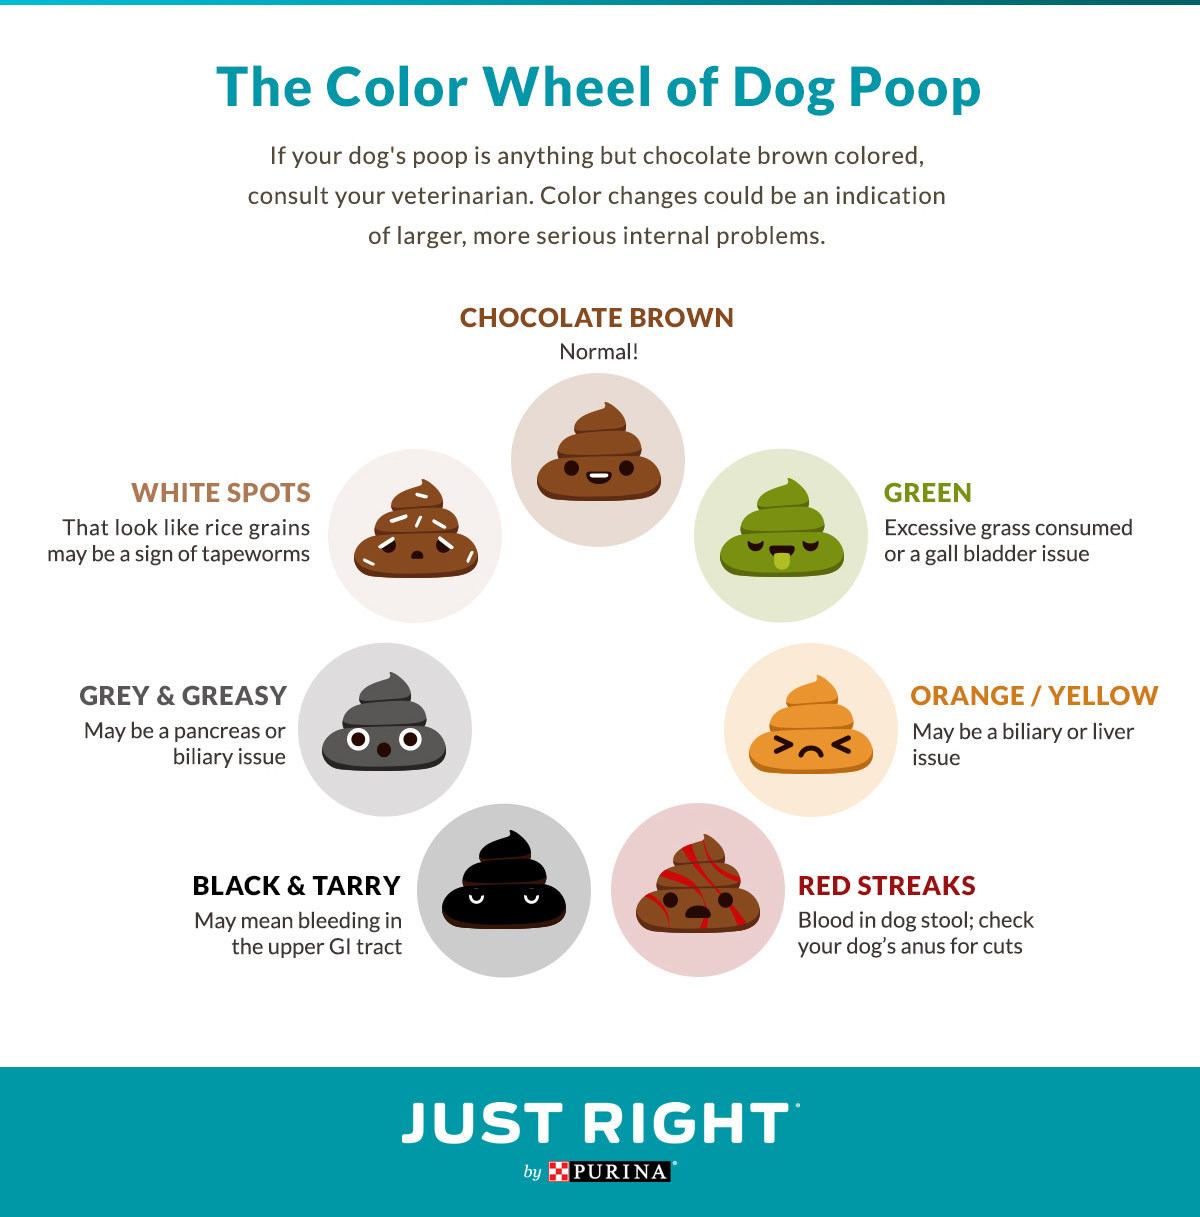 The Color Wheel of Dog Poop
If your dog's poop is anything but chocolate brown colored,
consult your veterinarian. Color changes could be an indication
of larger, more serious internal problems.
CHOCOLATE BROWN
Normal!
WHITE SPOTS
That look like rice grains
may be a sign of tapeworms
GREEN
Excessive grass consumed
or a gall bladder issue
GREY & GREASY
May be a pancreas or
biliary issue
ORANGE / YELLOW
May be a biliary or liver
issue
BLACK & TARRY
May mean bleeding in
the upper GI tract
RED STREAKS
Blood in dog stool; check
your dog’s anus for cuts
JUST RIGHT
by PURINA